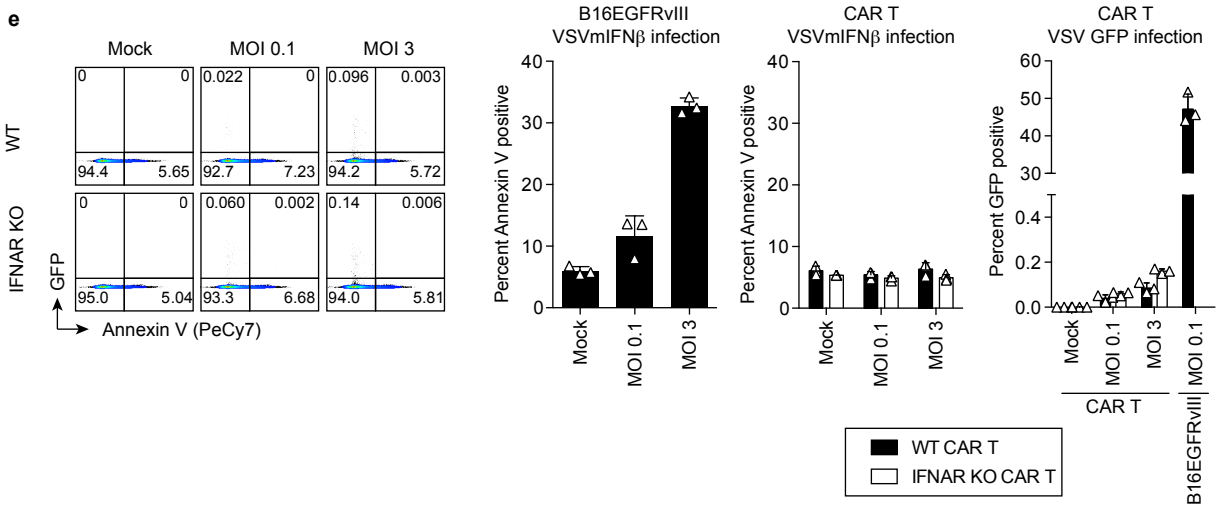 e
Mock
MOI 0.1
MOI 3
WT
0
0
94.4
5.65
0.022
0
92.7
7.23
0.096
0.003
94.2
5.72
IFNAR KO
0
0
95.0
5.04
0.060
0.002
93.3
6.68
0.14
0.006
94.0
5.81
GFP
Annexin V (PeCy7)
B16EGFRvIII
VSVmIFNβ infection
Percent Annexin V positive
40
30
20
10
0
Mock
MOI 0.1
MOI 3
CAR T
VSVmIFNβ infection
Percent Annexin V positive
40
30
20
10
0
Mock
MOI 0.1
MOI 3
CAR T
VSV GFP infection
Percent GFP positive
60
50
40
30
0.4
0.2
0.0
Mock
MOI 0.1
MOI 3
MOI 0.1
CAR T
B16EGFRvIII
WT CAR T
IFNAR KO CAR T